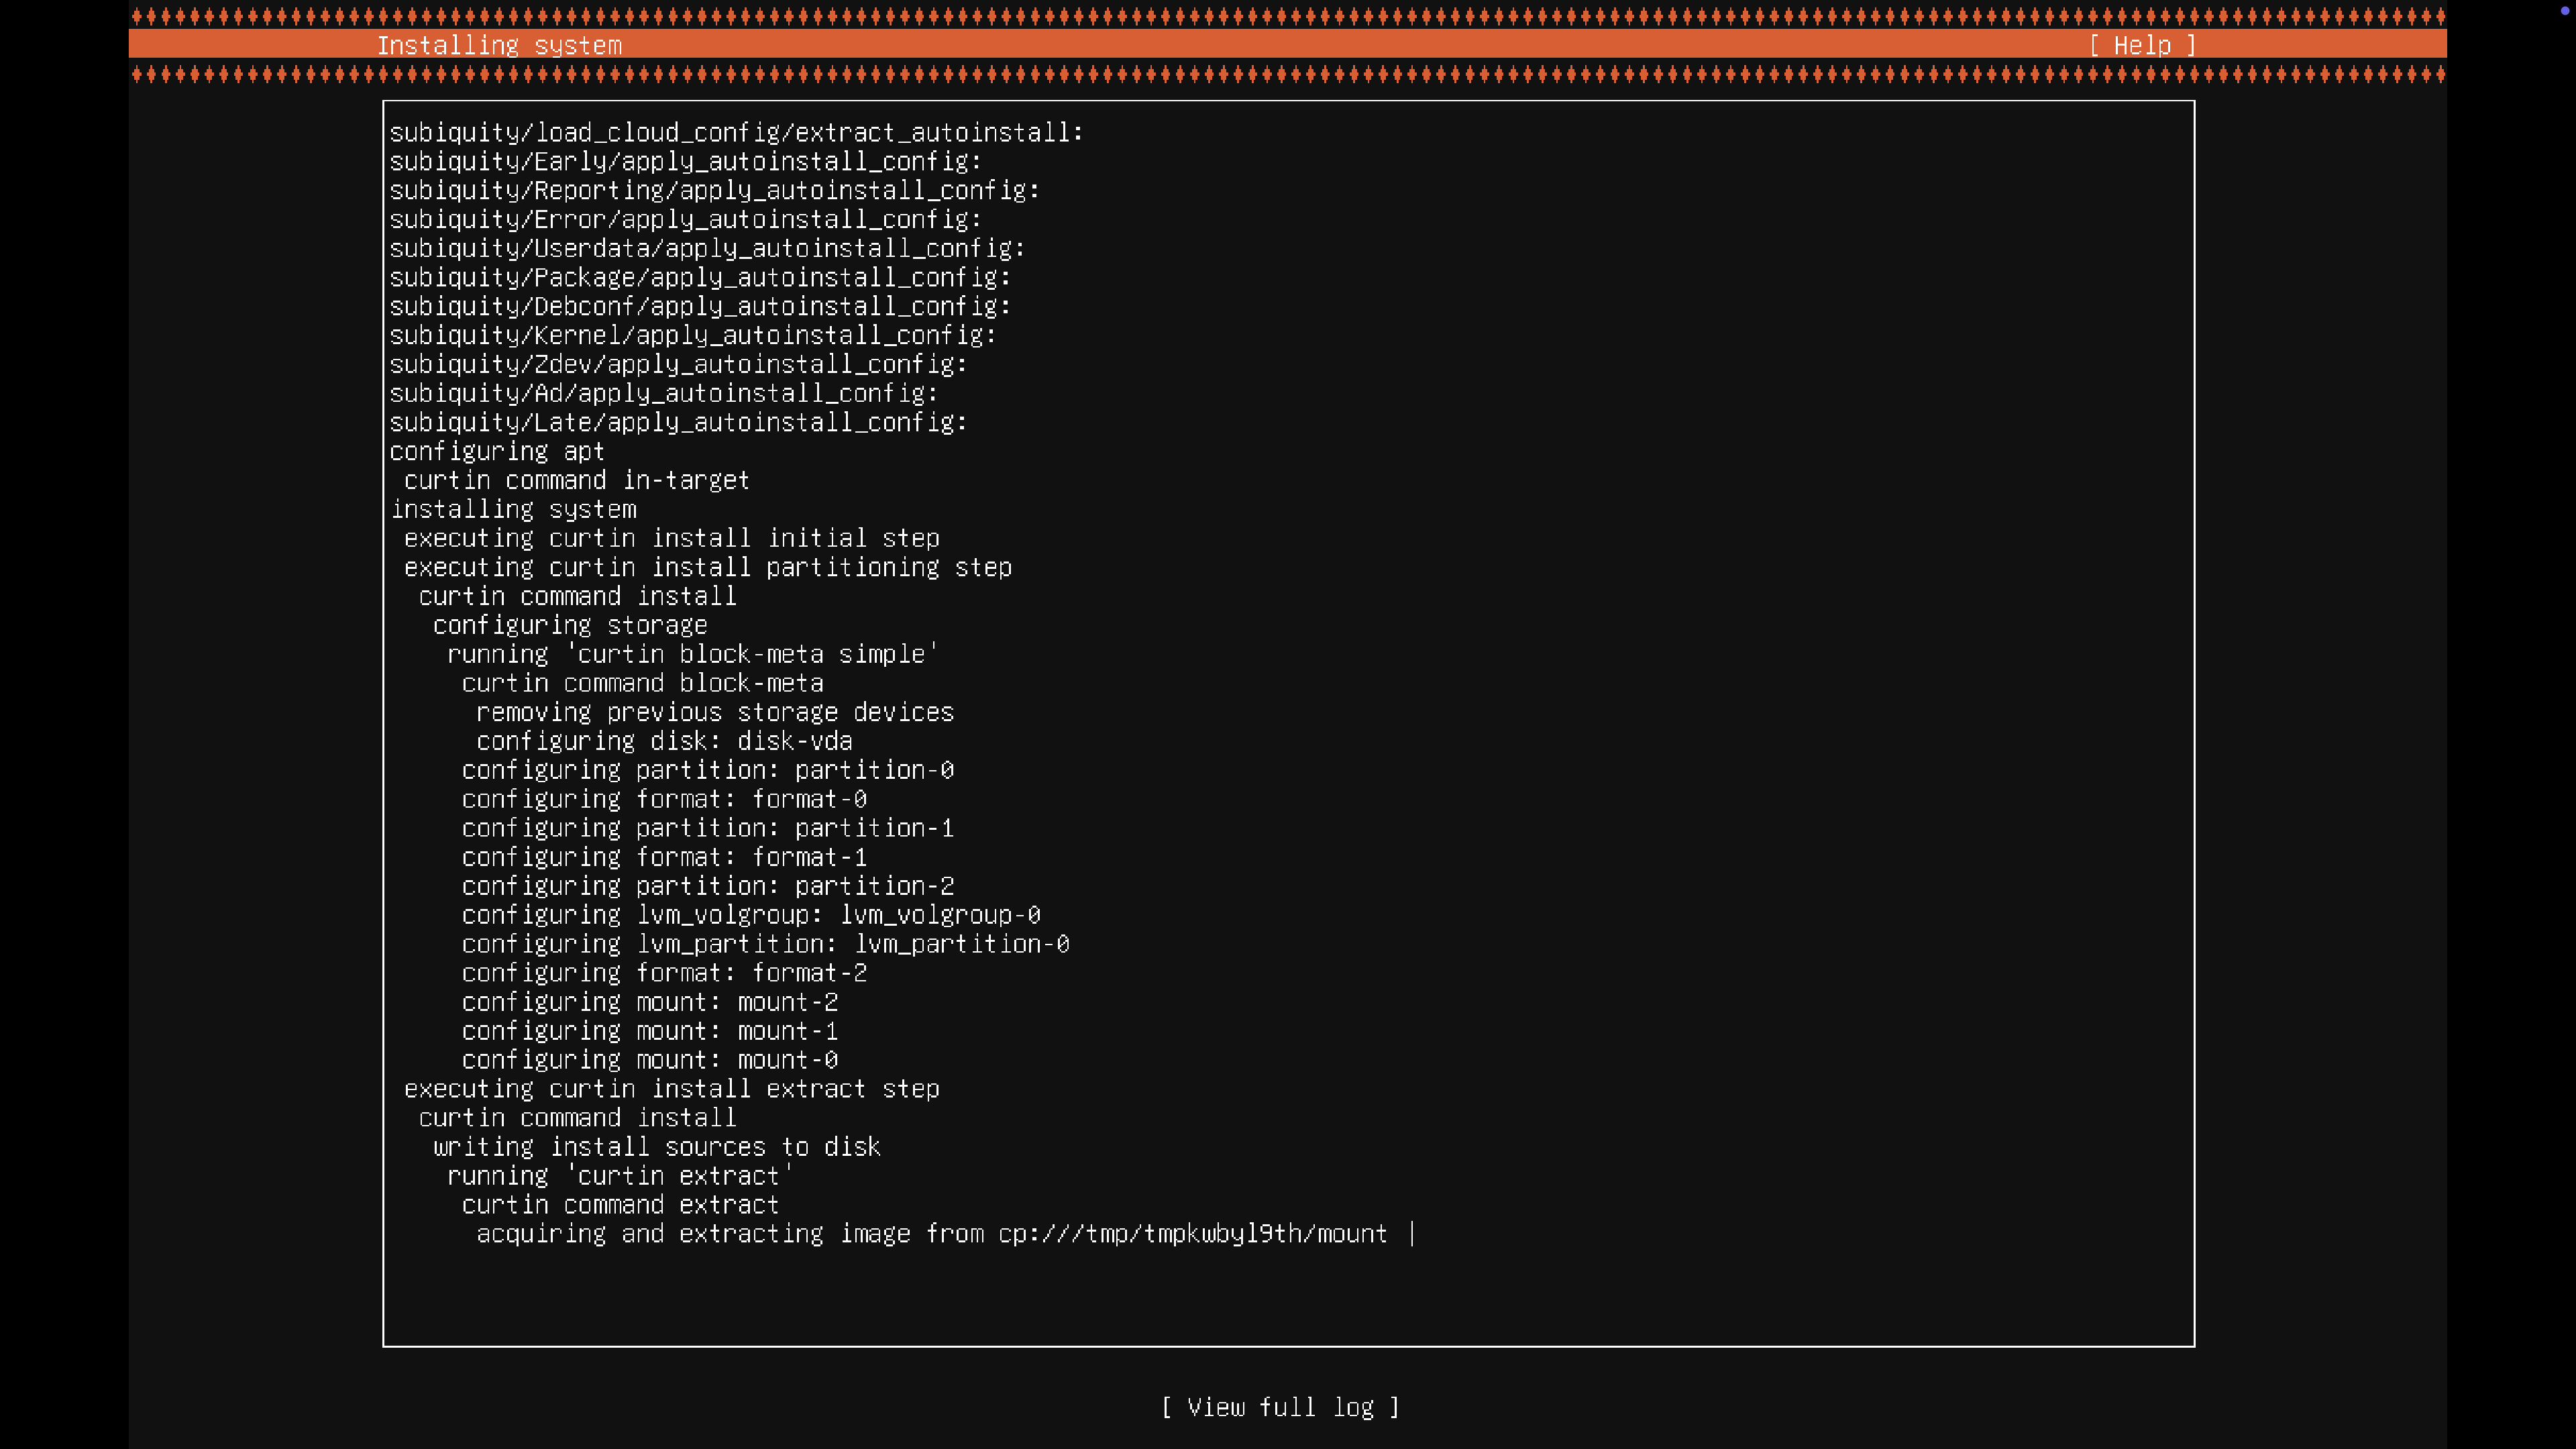 Installing system
[ Help ]
subiquity/load_cloud_config/extract_autoinstall:
subiquity/Early/apply_autoinstall_config:
subiquity/Reporting/apply_autoinstall_config:
subiquity/Error/apply_autoinstall_config:
subiquity/Userdata/apply_autoinstall_config:
subiquity/Package/apply_autoinstall_config:
subiquity/Debconf/apply_autoinstall_config:
subiquity/Kernel/apply_autoinstall_config:
subiquity/Zdev/apply_autoinstall_config:
subiquity/Ad/apply_autoinstall_config:
subiquity/Late/apply_autoinstall_config:
configuring apt
curtin command in-target
installing system
executing curtin install initial step
executing curtin install partitioning step
curtin command install
configuring storage
running 'curtin block-meta simple'
curtin command block-meta
removing previous storage devices
configuring disk: disk-vda
configuring partition: partition-0
configuring format: format-0
configuring partition: partition-1
configuring format: format-1
configuring partition: partition-2
configuring lvm_volgroup: lvm_volgroup-0
configuring lvm_partition: lvm_partition-0
configuring format: format-2
configuring mount: mount-2
configuring mount: mount-1
configuring mount: mount-0
executing curtin install extract step
curtin command install
writing install sources to disk
running 'curtin extract'
curtin command extract
acquiring and extracting image from cp:///tmp/tmpkwbyl9th/mount |
[ View full log ]